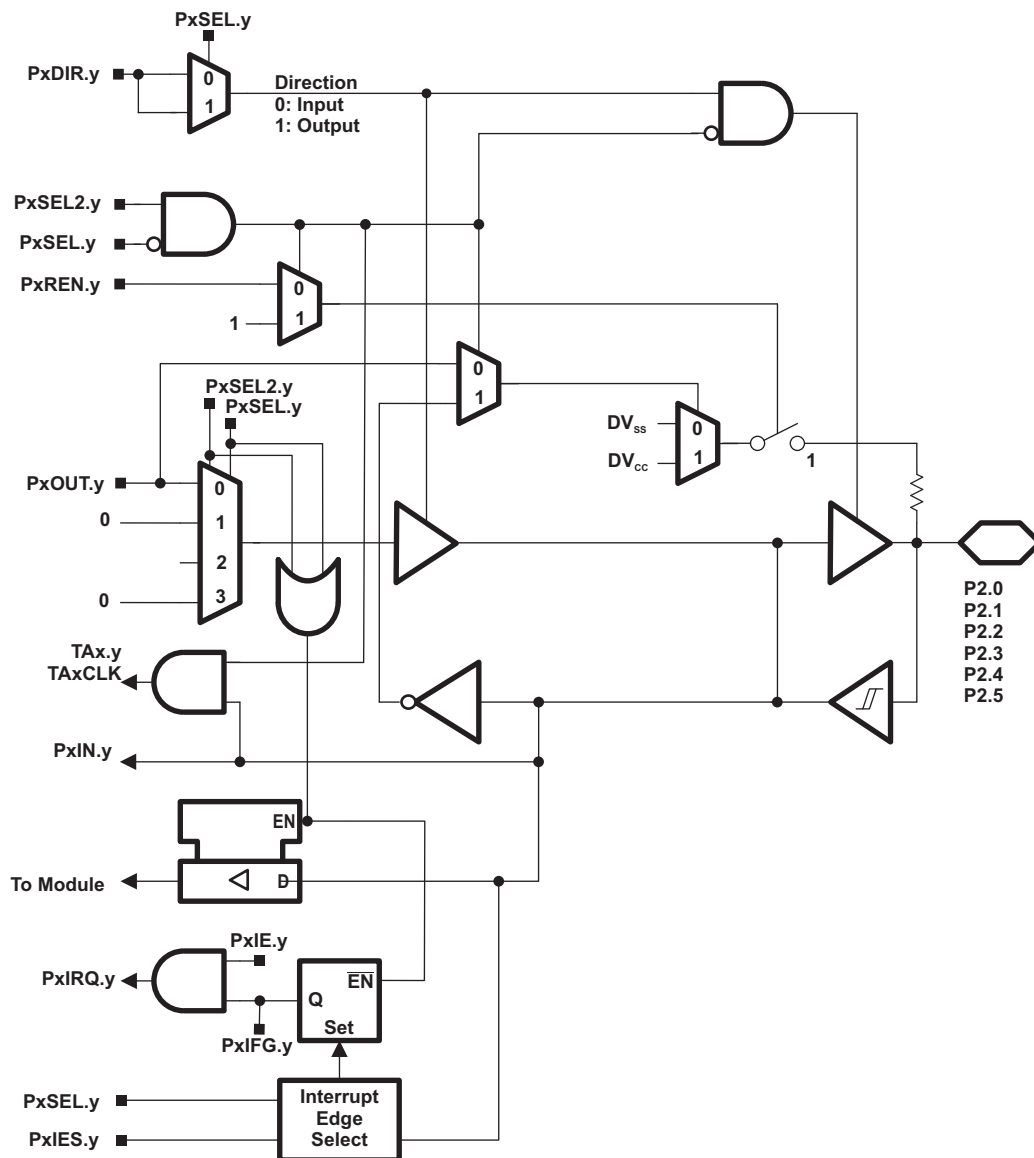 PxSEL.y
PxDIR.y
0
1
Direction
0: Input
1: Output
PxSEL2.y
PxSEL.y
PxREN.y
0
1
1
0
1
PxSEL2.y
PxSEL.y
DVSS
DVCC
0
1
1
PxOUT.y
0
0
1
2
0
3
TAx.y
TAxCLK
P2.0
P2.1
P2.2
P2.3
P2.4
P2.5
PxIN.y
EN
To Module
D
PxIE.y
PxIRQ.y
EN
Q
Set
PxIFG.y
PxSEL.y
PxIES.y
Interrupt
Edge
Select